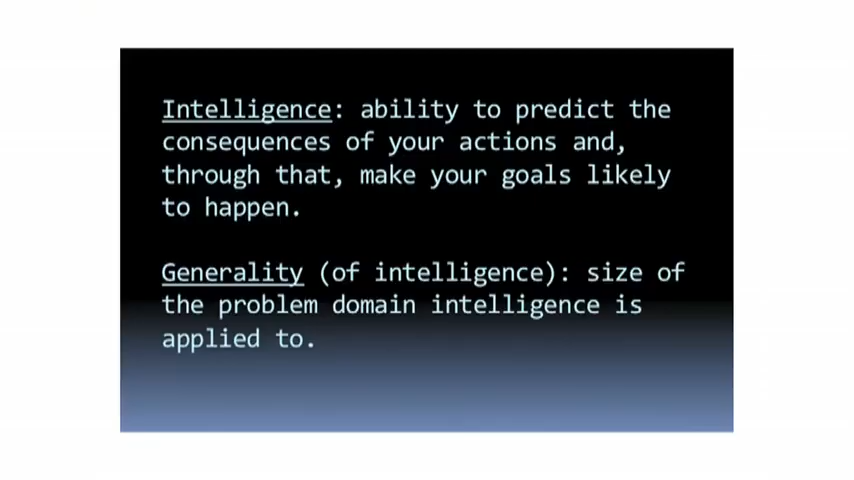 Intelligence: ability to predict the
consequences of your actions and,
through that, make your goals likely
to happen.
Generality (of intelligence): size of
the problem domain intelligence is
applied to.